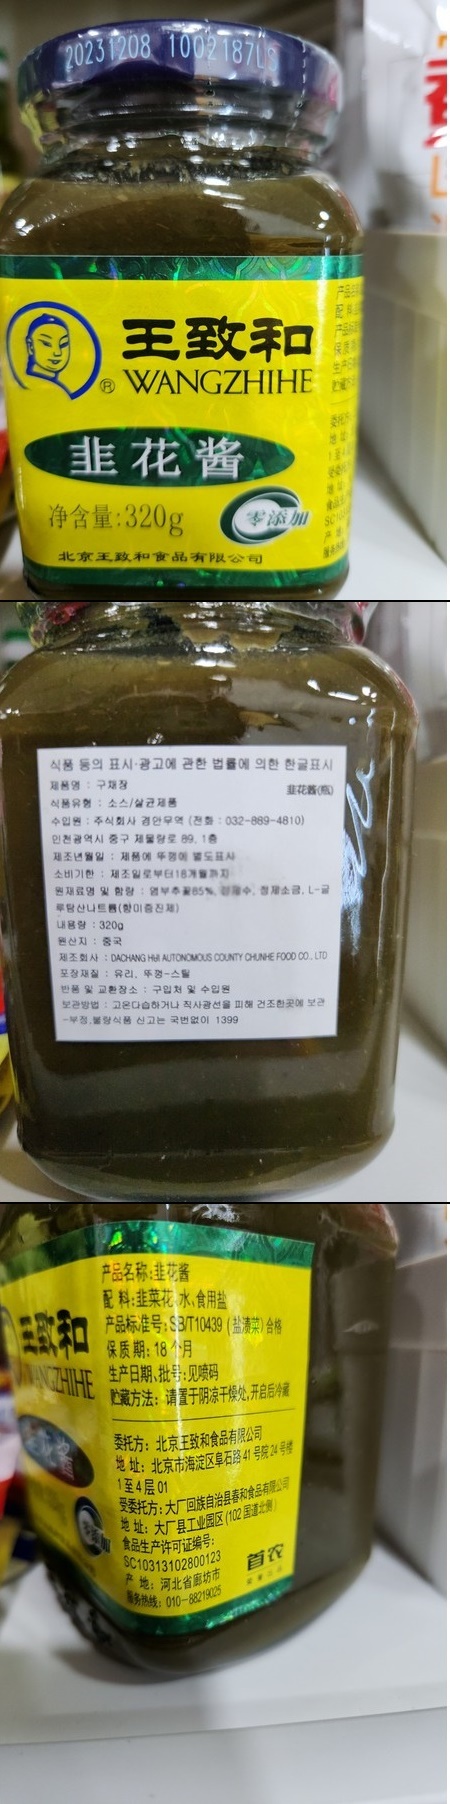 20231208 1002187LS
王致和
®
WANGZHIHE
韭花酱
净含量:320g
零添加
北京王致和食品有限公司
식품 등의 표시·광고에 관한 법률에 의한 한글표시
제품명 : 구채장
韭花酱(瓶)
식품유형 : 소스/살균제품
수입원 : 주식회사 경안무역 (전화 : 032-889-4810)
인천광역시 중구 제물량로 89, 1층
제조년월일 : 제품에 뚜껑에 별도표시
소비기한 : 제조일로부터18개월까지
원재료명 및 함량 : 염부추꽃85%, 정제수, 정제소금, L-글
루탐산나트륨(향미증진제)
내용량 : 320g
원산지 : 중국
제조회사 : DACHANG HUI AUTONOMOUS COUNTY CHUNHE FOOD CO., LTD
포장재질 : 유리, 뚜껑-스틸
반품 및 교환장소 : 구입처 및 수입원
보관방법 : 고온다습하거나 직사광선을 피해 건조한곳에 보관
-부정,불량식품 신고는 국번없이 1399
王致和
WANGZHIHE
零添加
产品名称:韭花酱
配 料:韭菜花、水、食用盐
产品标准号:SB/T10439 (盐渍菜) 合格
保 质 期: 18 个月
生产日期、批号:见喷码
贮藏方法: 请置于阴凉干燥处,开启后冷藏
委托方: 北京王致和食品有限公司
地 址: 北京市海淀区阜石路 41 号院 24 号楼
1 至 4 层 01
受委托方: 大厂回族自治县春和食品有限公司
地 址: 大厂县工业园区 (102 国道北侧)
食品生产许可证编号:
SC10313102800123
产 地: 河北省廊坊市
服务热线: 010-88219025
首农